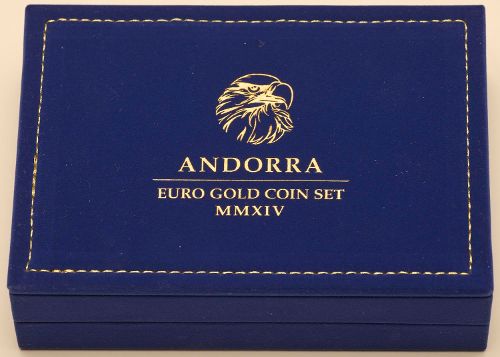 ANDORRA
EURO GOLD COIN SET
MMXIV